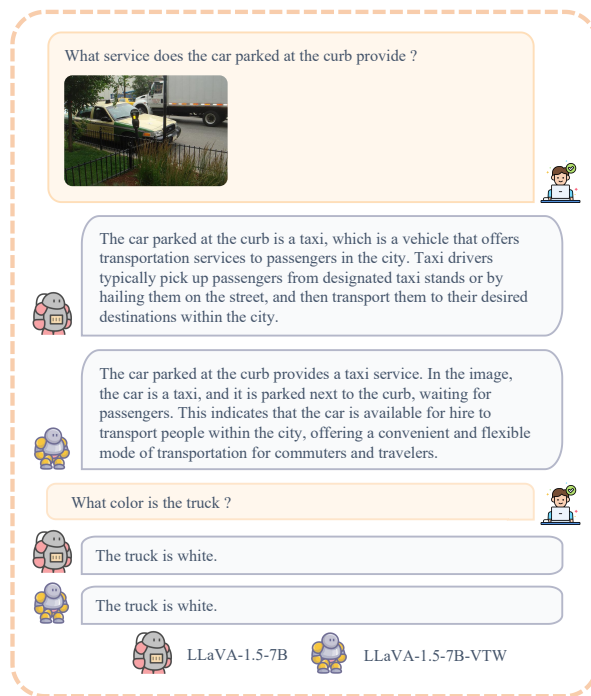 What service does the car parked at the curb provide ?
The car parked at the curb is a taxi, which is a vehicle that offers
transportation services to passengers in the city. Taxi drivers
typically pick up passengers from designated taxi stands or by
hailing them on the street, and then transport them to their desired
destinations within the city.
The car parked at the curb provides a taxi service. In the image,
the car is a taxi, and it is parked next to the curb, waiting for
passengers. This indicates that the car is available for hire to
transport people within the city, offering a convenient and flexible
mode of transportation for commuters and travelers.
What color is the truck ?
The truck is white.
The truck is white.
LLaVA-1.5-7B
LLaVA-1.5-7B-VTW